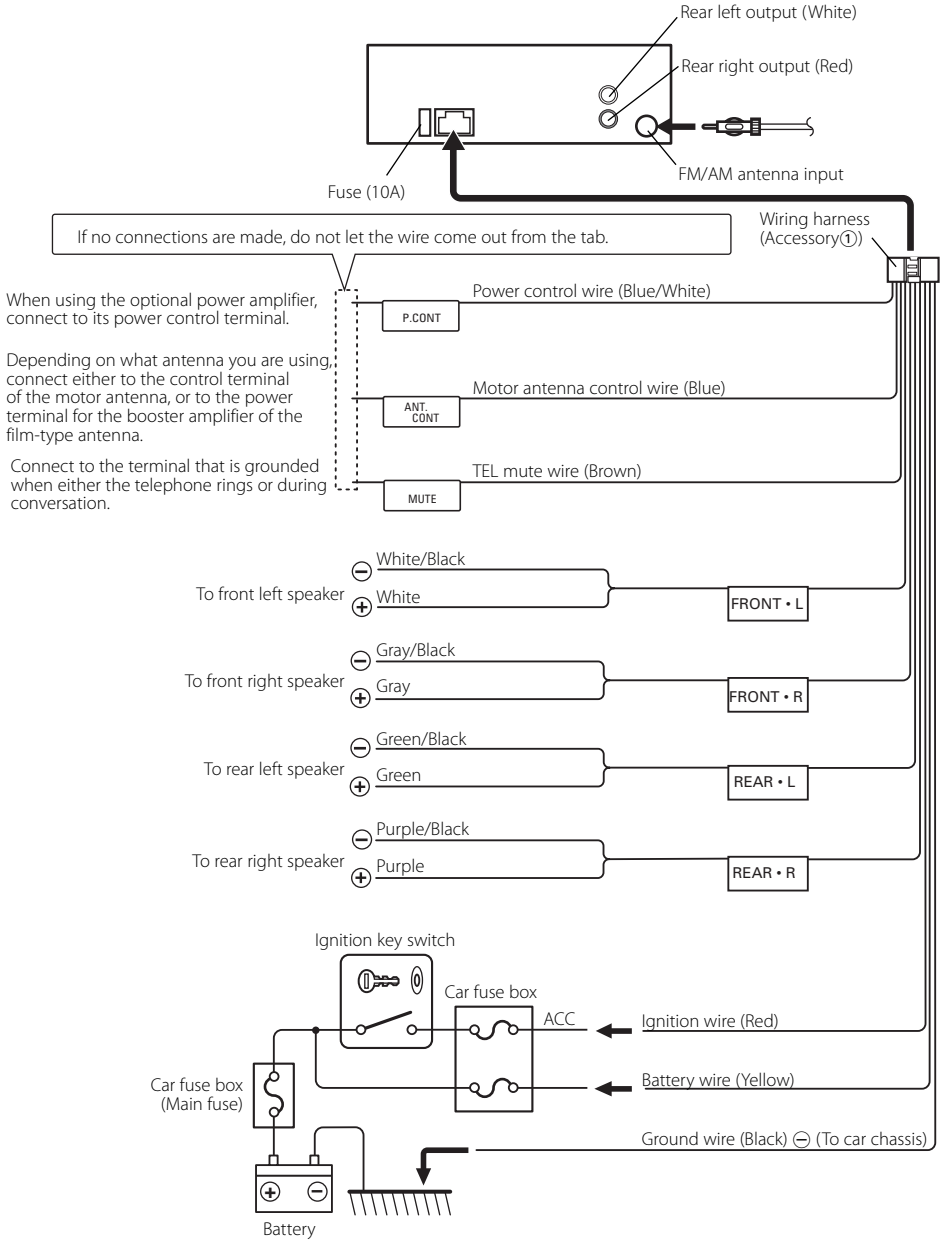 Rear left output (White)
Rear right output (Red)
FM/AM antenna input
Fuse (10A)
Wiring harness
(Accessory①)
If no connections are made, do not let the wire come out from the tab.
When using the optional power amplifier,
connect to its power control terminal.
P.CONT
Power control wire (Blue/White)
Depending on what antenna you are using,
connect either to the control terminal
of the motor antenna, or to the power
terminal for the booster amplifier of the
film-type antenna.
ANT.
CONT
Motor antenna control wire (Blue)
Connect to the terminal that is grounded
when either the telephone rings or during
conversation.
MUTE
TEL mute wire (Brown)
To front left speaker
⊖ White/Black
⊕ White
FRONT • L
To front right speaker
⊖ Gray/Black
⊕ Gray
FRONT • R
To rear left speaker
⊖ Green/Black
⊕ Green
REAR • L
To rear right speaker
⊖ Purple/Black
⊕ Purple
REAR • R
Ignition key switch
Car fuse box
ACC
Ignition wire (Red)
Car fuse box
(Main fuse)
Battery wire (Yellow)
Ground wire (Black) ⊖ (To car chassis)
⊕ ⊖
Battery